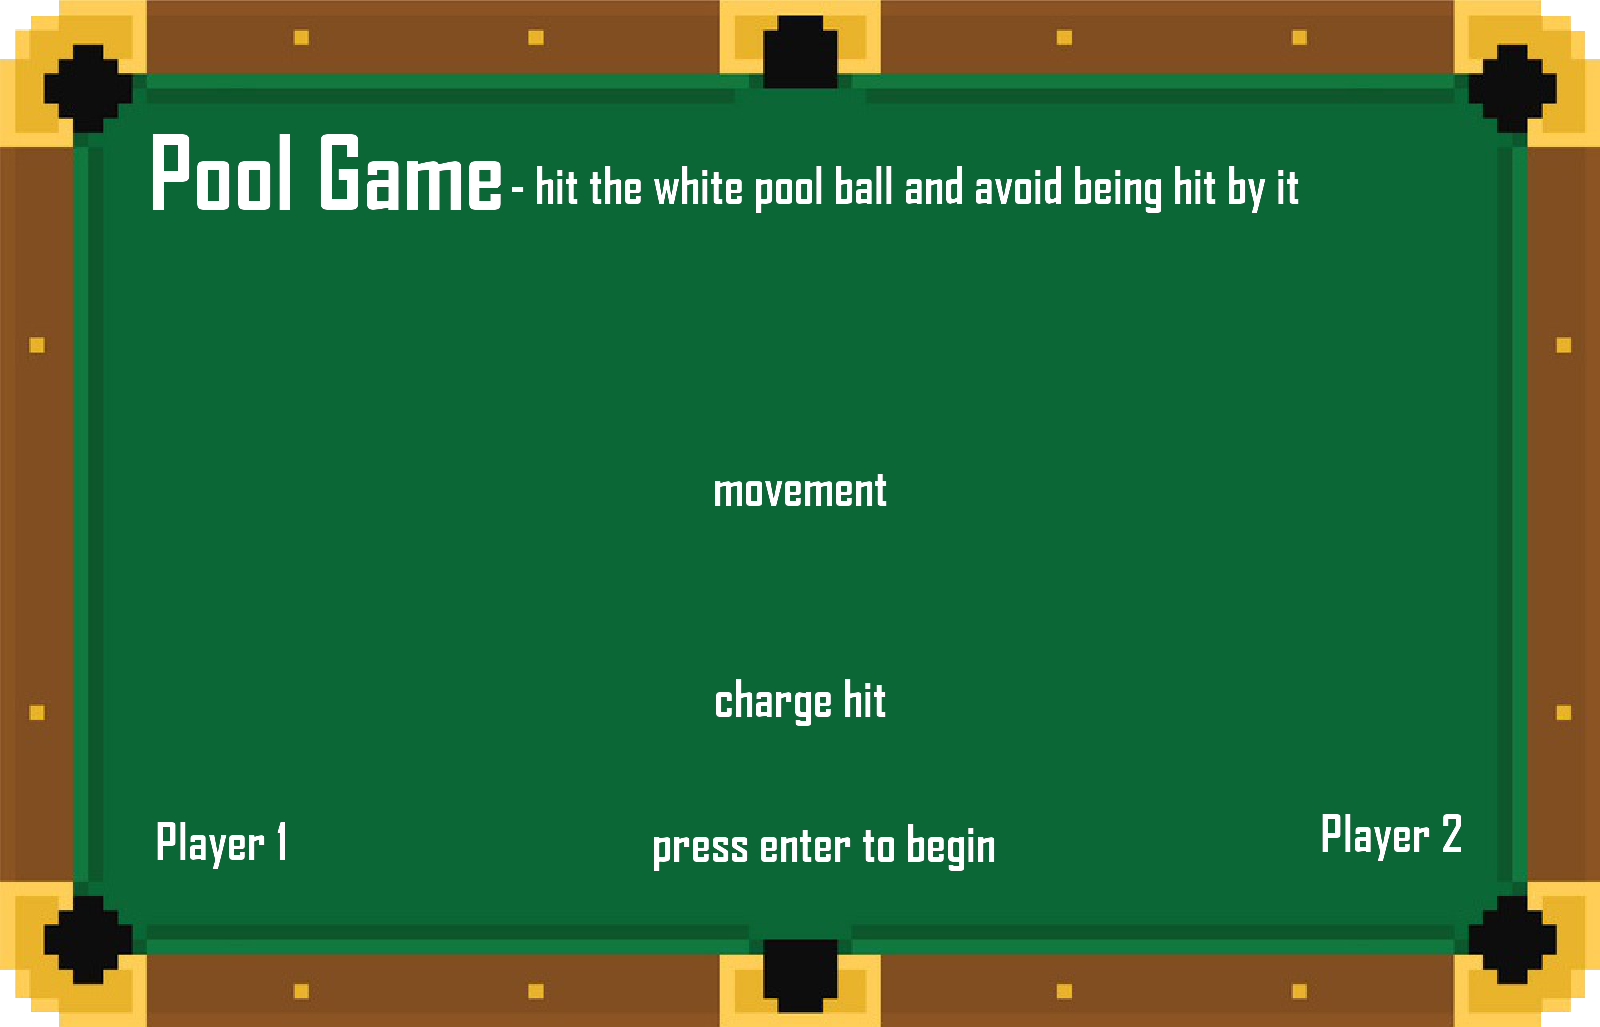 Pool Game - hit the white pool ball and avoid being hit by it
movement
charge hit
Player 1
press enter to begin
Player 2